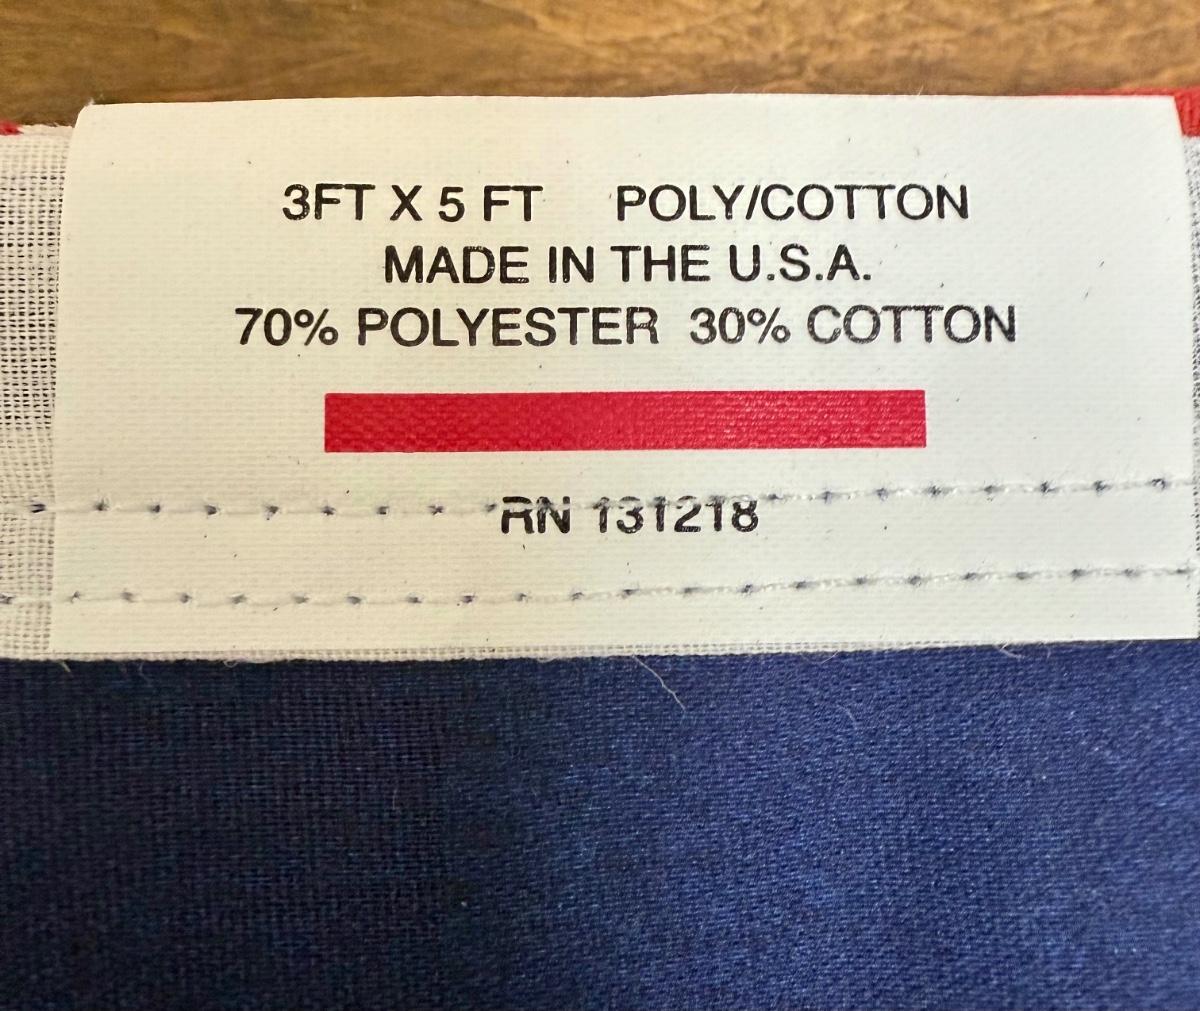 3FT X 5 FT POLY/COTTON
MADE IN THE U.S.A.
70% POLYESTER 30% COTTON
RN 131218